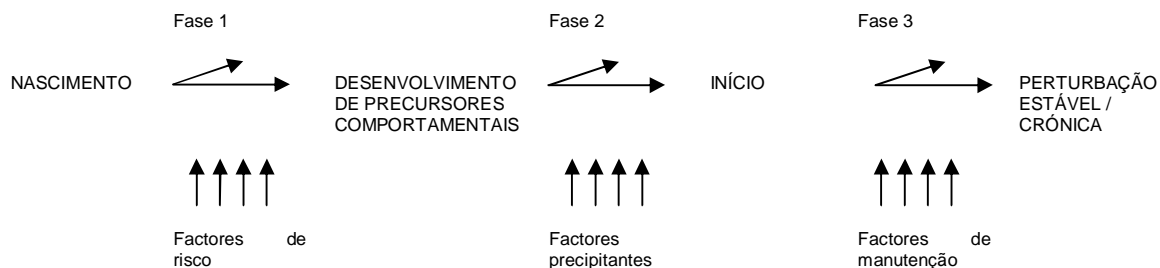 Fase 1
Fase 2
Fase 3
NASCIMENTO
DESENVOLVIMENTO
DE PRECURSORES
COMPORTAMENTAIS
INÍCIO
PERTURBAÇÃO
ESTÁVEL /
CRÓNICA
Factores de
risco
Factores
precipitantes
Factores de
manutenção